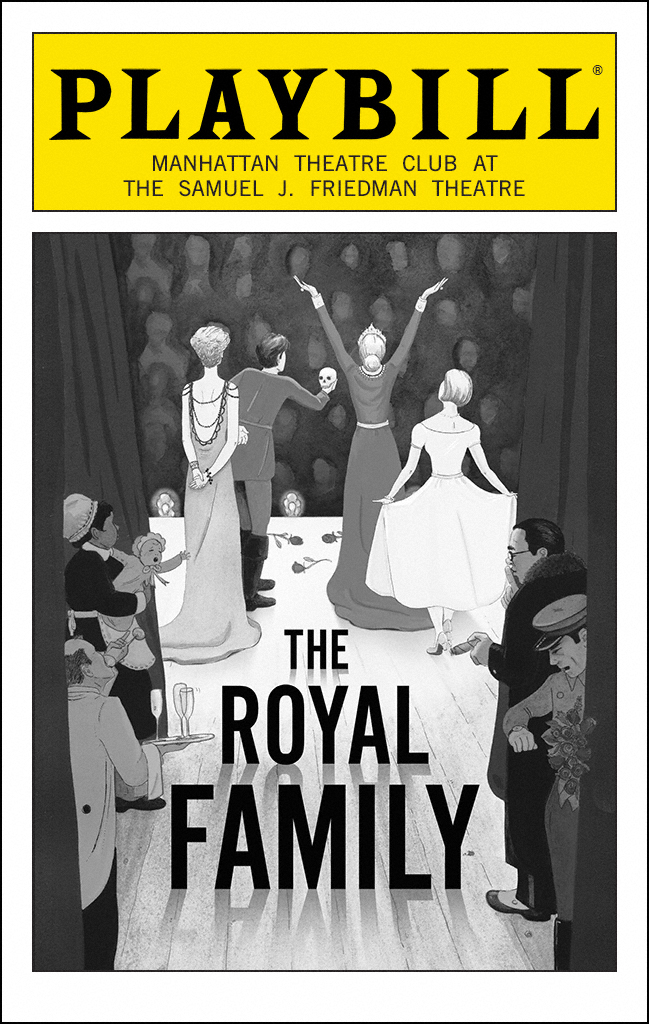 PLAYBILL®
MANHATTAN THEATRE CLUB AT
THE SAMUEL J. FRIEDMAN THEATRE
THE
ROYAL
FAMILY